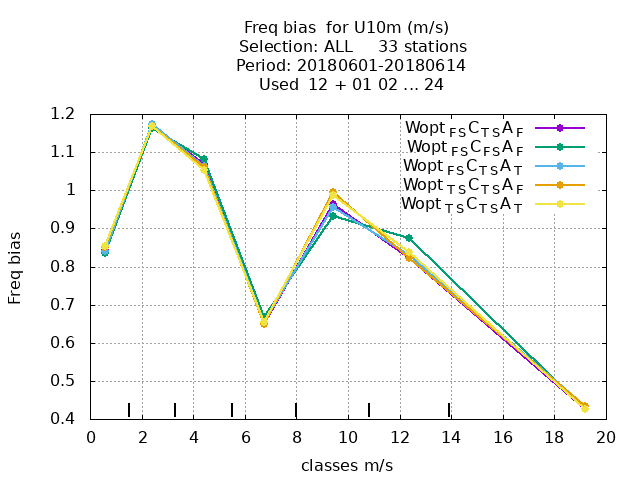 Freq bias  for U10m (m/s)
Selection: ALL     33 stations
Period: 20180601-20180614
Used  12 + 01 02 ... 24
1.2
1.1
1
0.9
0.8
0.7
0.6
0.5
0.4
Freq bias
Wopt FS C TS A F
Wopt FS C FS A F
Wopt FS C TS A T
Wopt TS C TS A F
Wopt TS C TS A T
0 2 4 6 8 10 12 14 16 18 20
classes m/s